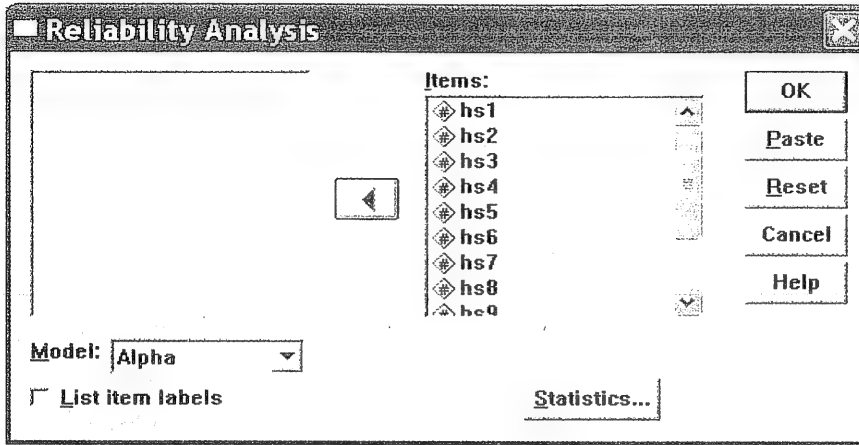 Reliability Analysis
Items:
hs1
hs2
hs3
hs4
hs5
hs6
hs7
hs8
hs9
OK
Paste
Reset
Cancel
Help
Model: Alpha
List item labels
Statistics...